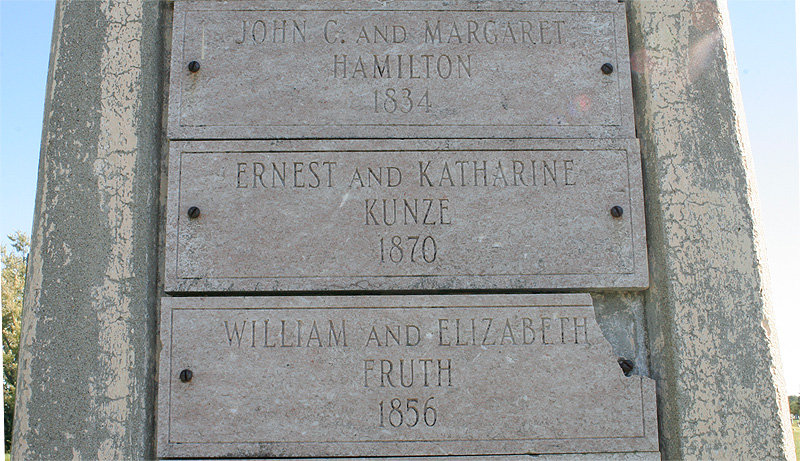 JOHN C. AND MARGARET
HAMILTON
1834
ERNEST AND KATHARINE
KUNZE
1870
WILLIAM AND ELIZABETH
FRUTH
1856